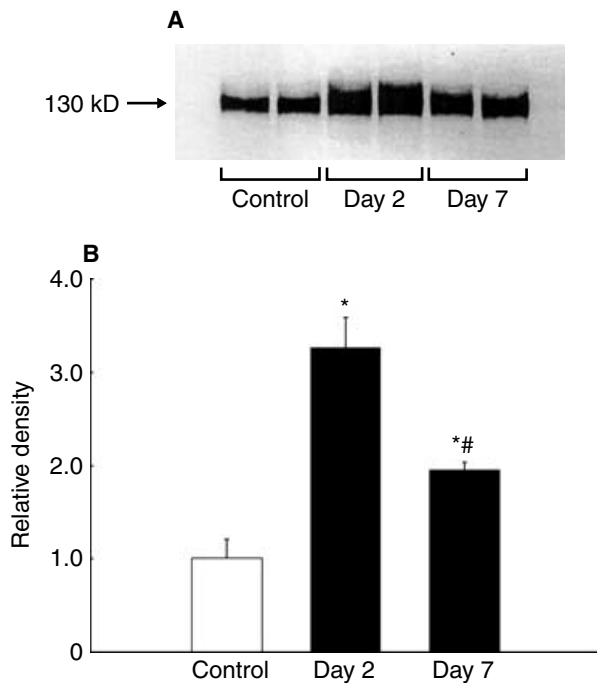 A
130 kD
Control Day 2 Day 7
B
4.0
*
3.0
*#
2.0
1.0
0
Relative density
Control Day 2 Day 7